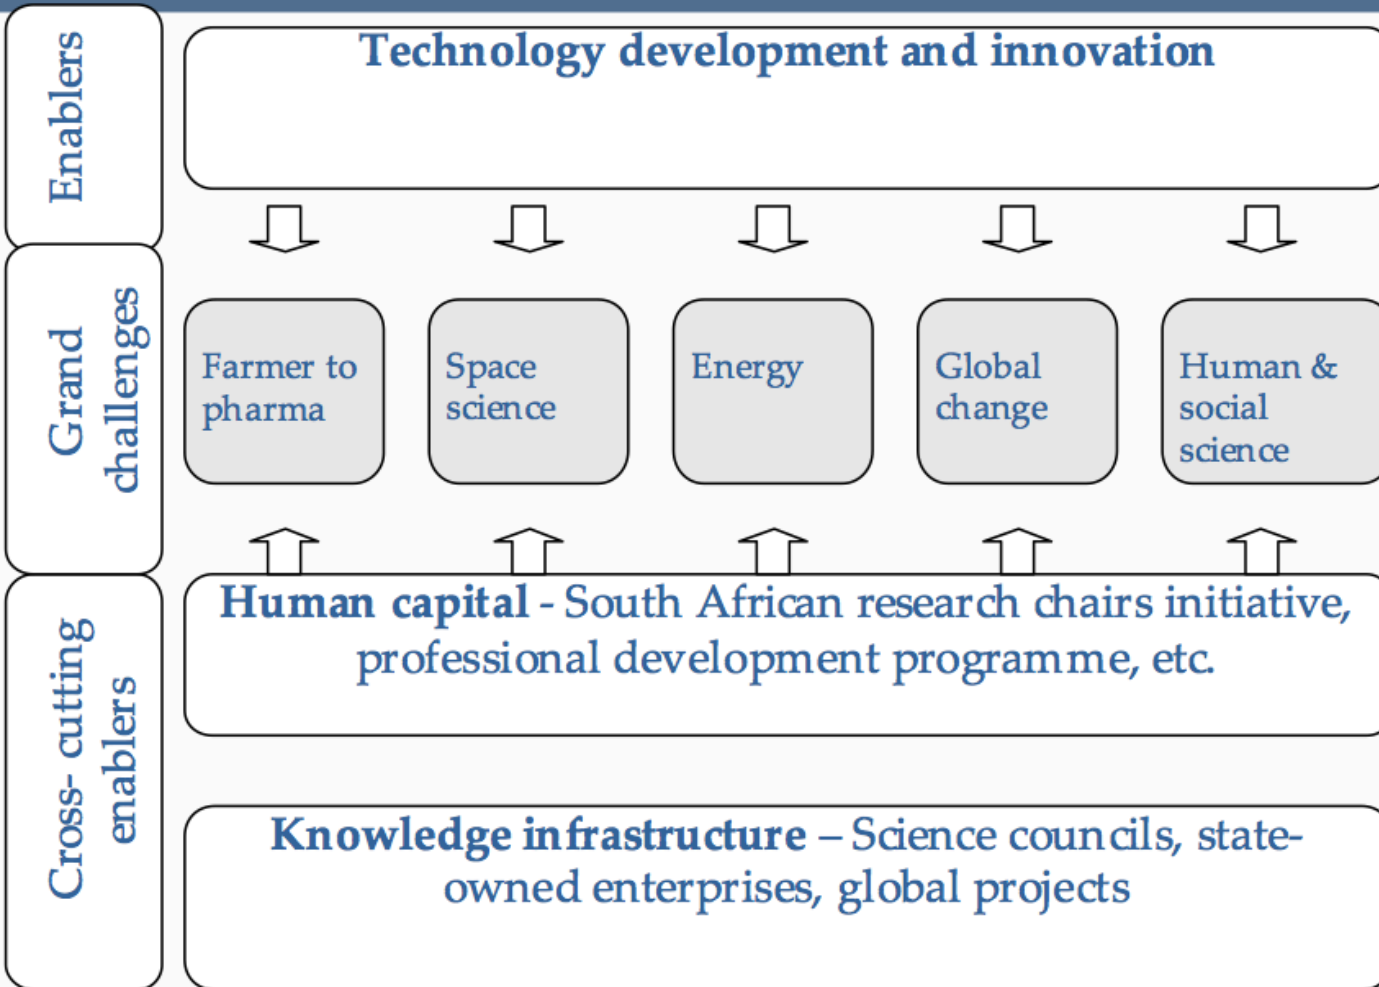 Enablers
Technology development and innovation
Grand
challenges
Farmer to
pharma
Space
science
Energy
Global
change
Human &
social
science
Cross- cutting
enablers
Human capital - South African research chairs initiative,
professional development programme, etc.
Knowledge infrastructure – Science councils, state-
owned enterprises, global projects